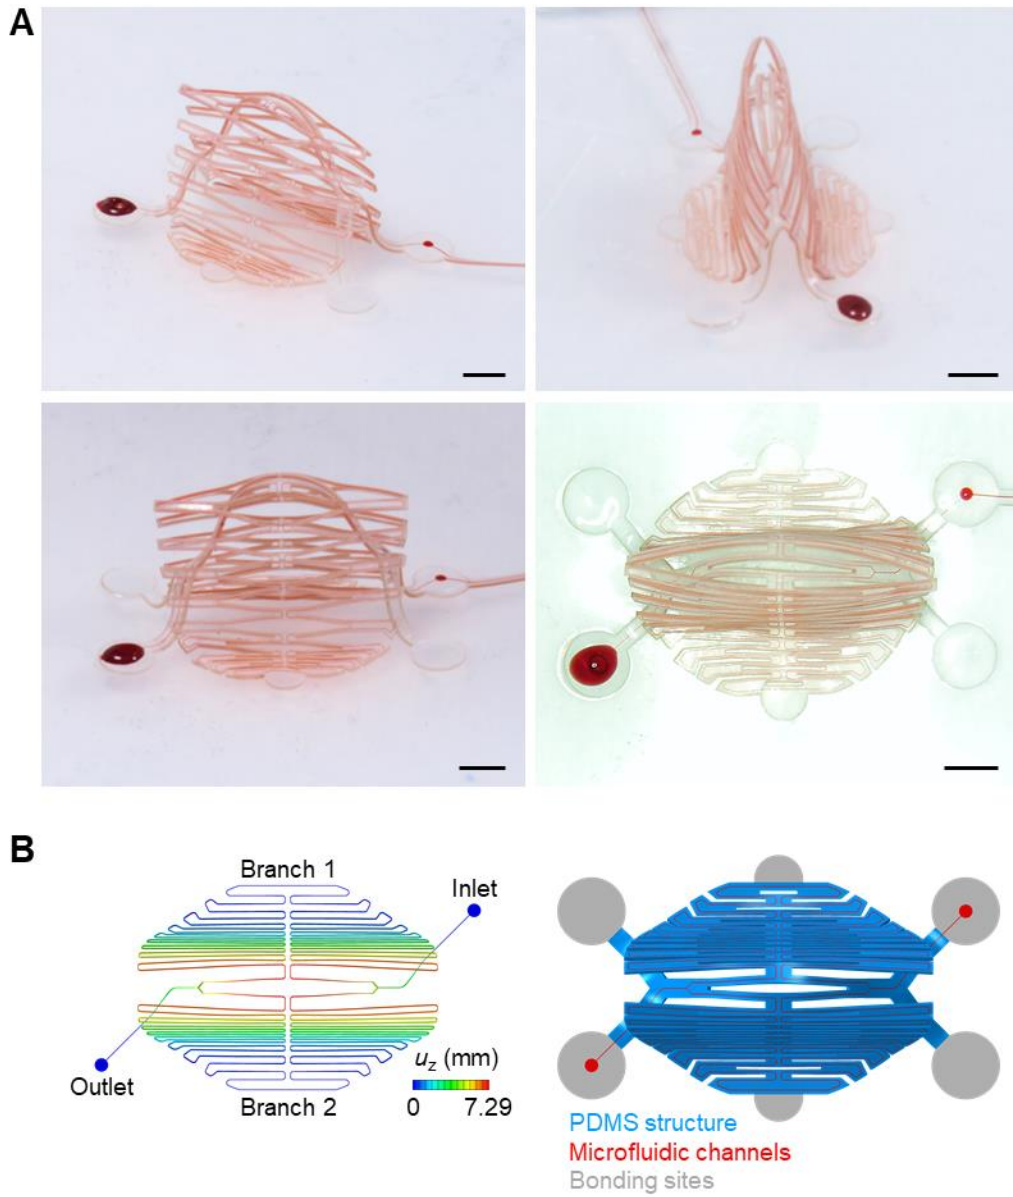 A
B
Branch 1
Inlet
u_z (mm)
0 7.29
Outlet
Branch 2
PDMS structure
Microfluidic channels
Bonding sites